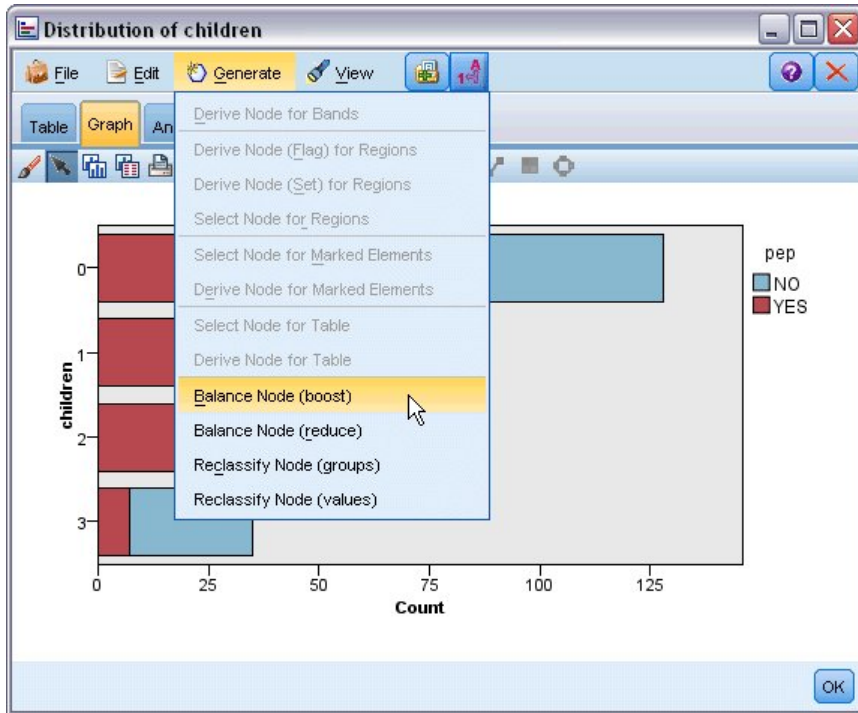 Distribution of children
File Edit Generate View
Table Graph An
Derive Node for Bands
Derive Node (Flag) for Regions
Derive Node (Set) for Regions
Select Node for Regions
Select Node for Marked Elements
Derive Node for Marked Elements
Select Node for Table
Derive Node for Table
Balance Node (boost)
Balance Node (reduce)
Reclassify Node (groups)
Reclassify Node (values)
children
0
1
2
3
0 25 50 75 100 125
Count
pep
NO
YES
OK